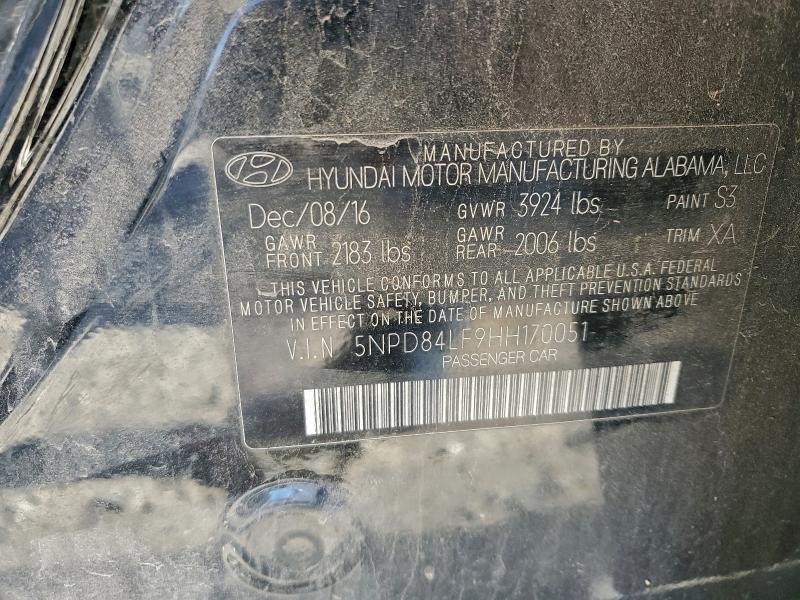 MANUFACTURED BY
HYUNDAI MOTOR MANUFACTURING ALABAMA, LLC
Dec/08/16 GVWR 3924 lbs PAINT S3
GAWR FRONT 2183 lbs GAWR REAR 2006 lbs TRIM XA
THIS VEHICLE CONFORMS TO ALL APPLICABLE U.S.A. FEDERAL
MOTOR VEHICLE SAFETY, BUMPER, AND THEFT PREVENTION STANDARDS
IN EFFECT ON THE DATE OF MANUFACTURE SHOWN ABOVE
V.I.N. 5NPD84LF9HH170051
PASSENGER CAR